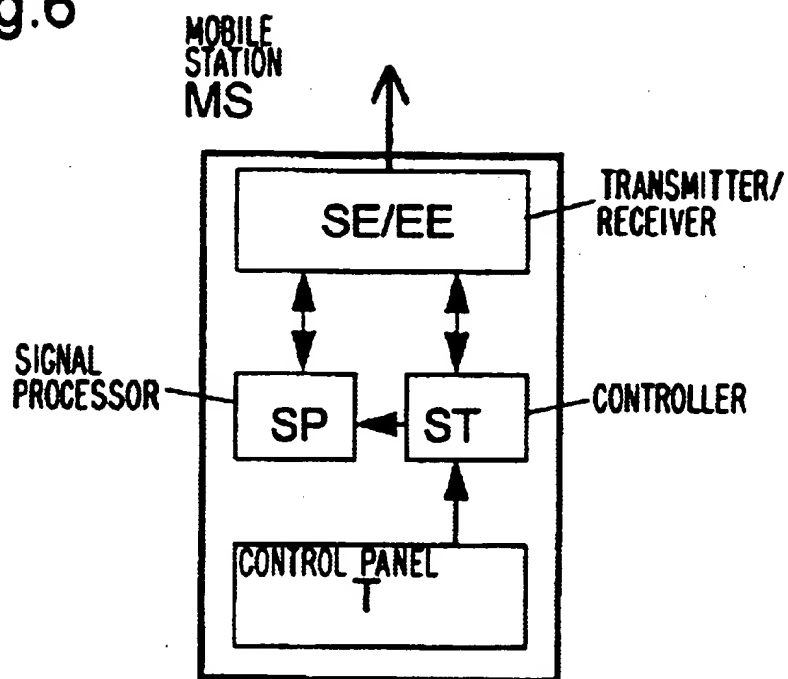 g.6
MOBILE
STATION
MS
SE/EE
TRANSMITTER/
RECEIVER
SIGNAL
PROCESSOR
SP
ST
CONTROLLER
CONTROL PANEL
T